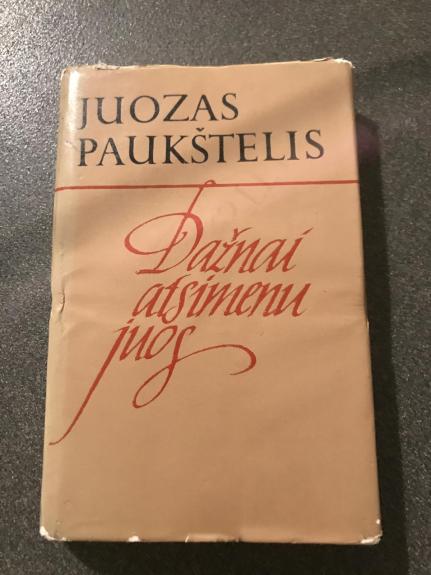 JUOZAS
PAUKŠTELIS
Dažnai
atsimenu
juos